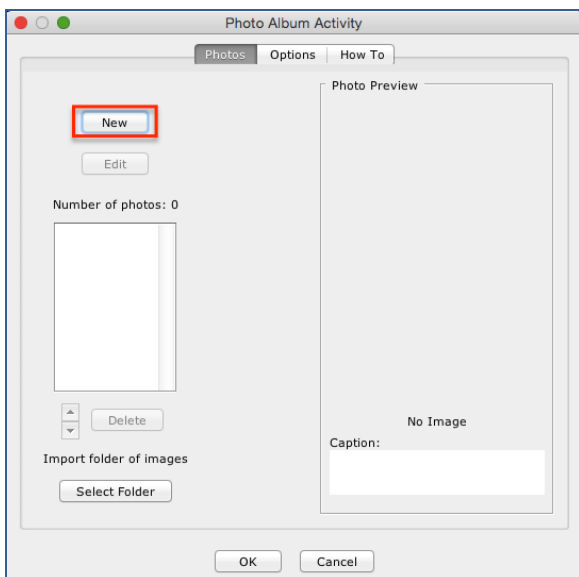 Photo Album Activity
Photos Options How To
New
Edit
Number of photos: 0
Delete
Import folder of images
Select Folder
Photo Preview
No Image
Caption:
OK Cancel